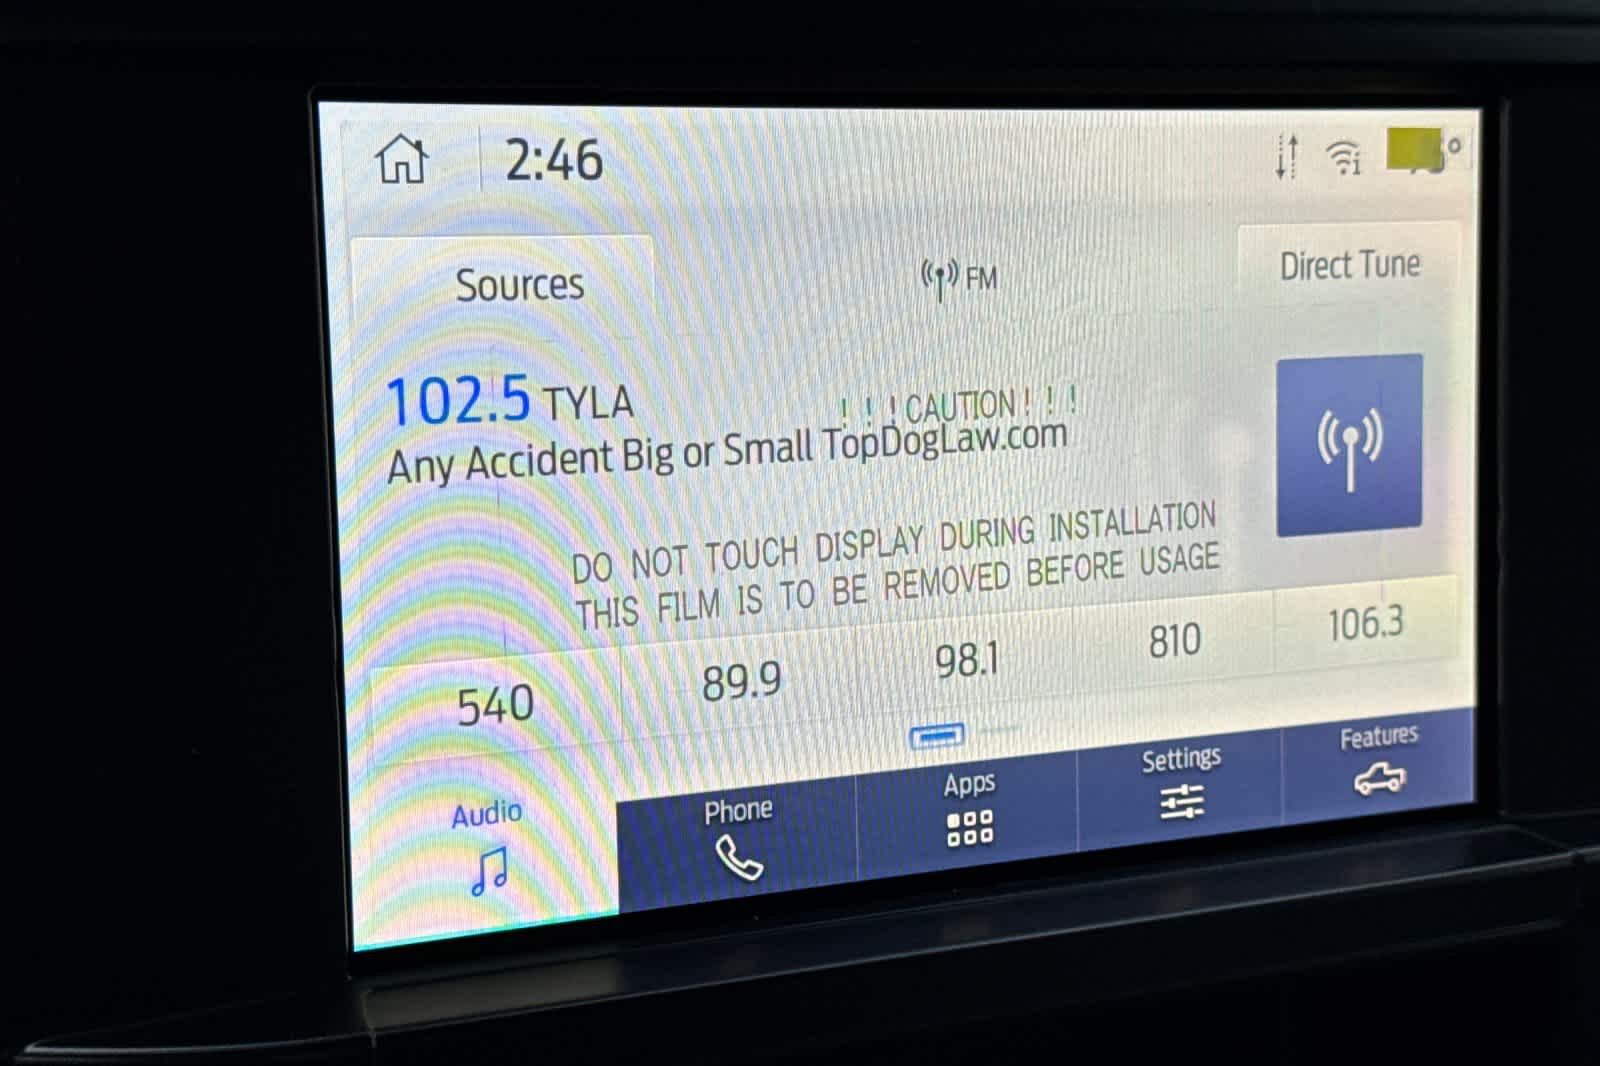 2:46
Sources
FM
Direct Tune
102.5 TYLA
! ! ! CAUTION ! ! !
Any Accident Big or Small TopDogLaw.com
DO NOT TOUCH DISPLAY DURING INSTALLATION
THIS FILM IS TO BE REMOVED BEFORE USAGE
540 89.9 98.1 810 106.3
Audio Phone Apps Settings Features